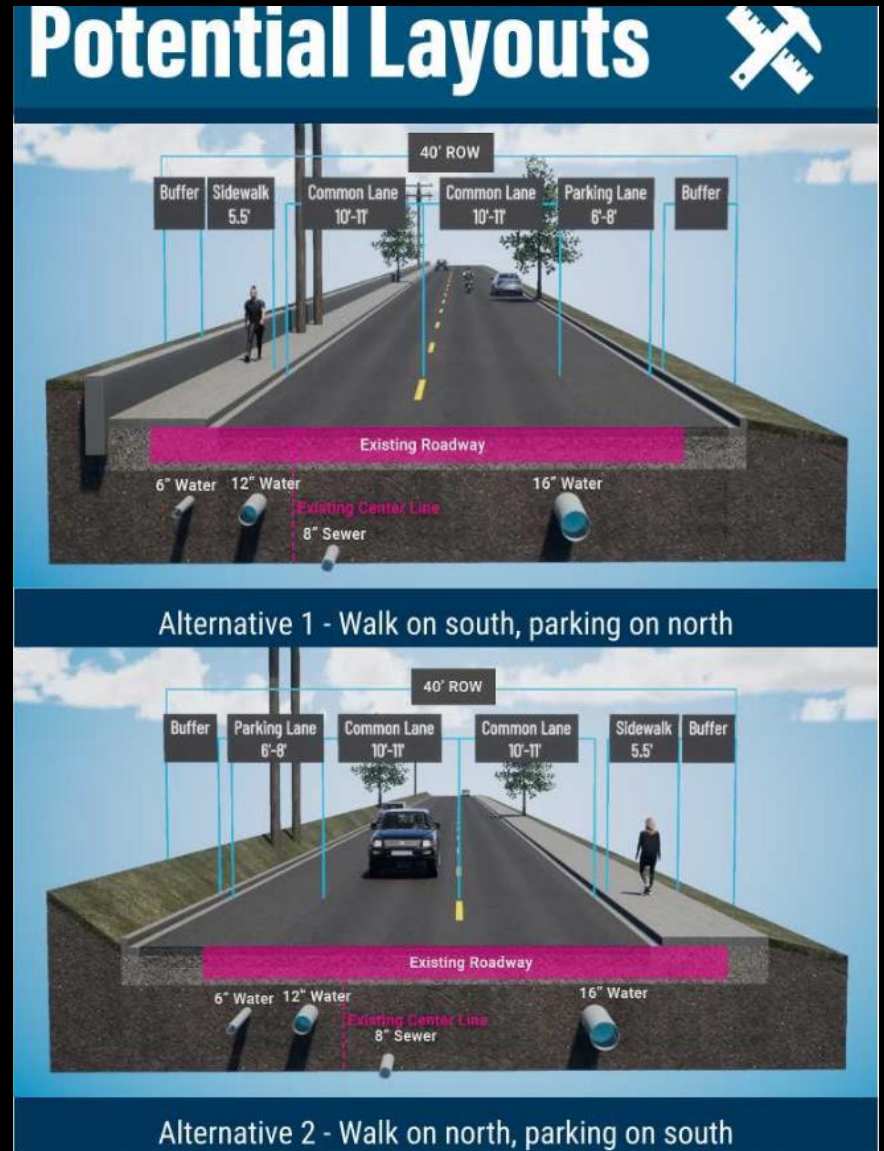 Potential Layouts
40' ROW
Buffer
Sidewalk
5.5'
Common Lane
10'-11'
Common Lane
10'-11'
Parking Lane
6'-8'
Buffer
Existing Roadway
6" Water
12" Water
16" Water
Existing Center Line
8" Sewer
Alternative 1 - Walk on south, parking on north
40' ROW
Buffer
Parking Lane
6'-8'
Common Lane
10'-11'
Common Lane
10'-11'
Sidewalk
5.5'
Buffer
Existing Roadway
6" Water
12" Water
16" Water
Existing Center Line
8" Sewer
Alternative 2 - Walk on north, parking on south